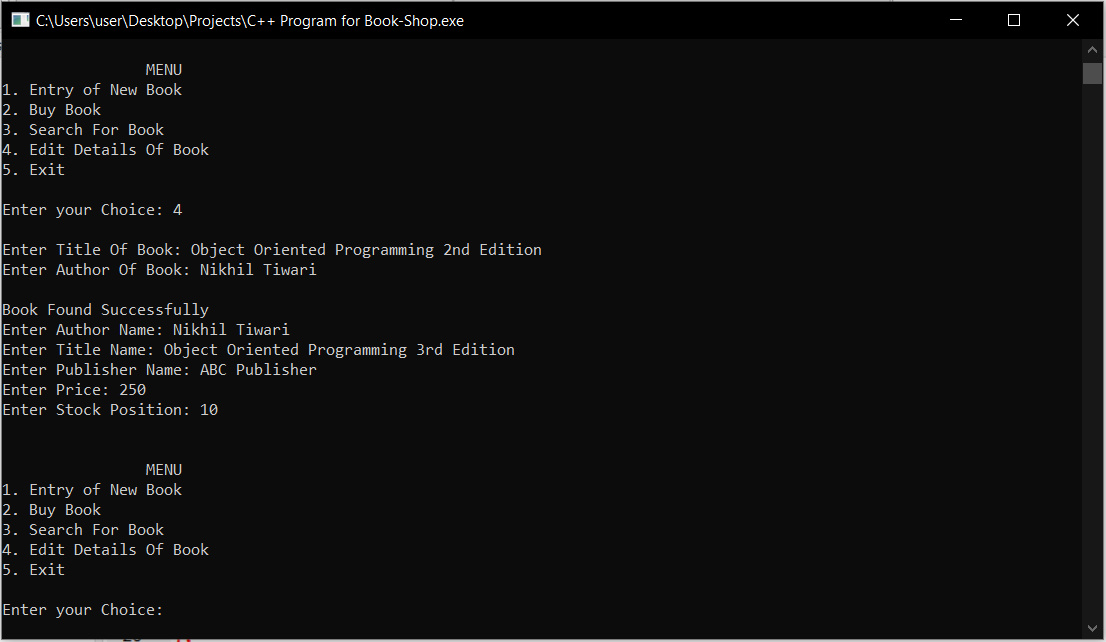 C:\Users\user\Desktop\Projects\C++ Program for Book-Shop.exe
MENU
1. Entry of New Book
2. Buy Book
3. Search For Book
4. Edit Details Of Book
5. Exit
Enter your Choice: 4
Enter Title Of Book: Object Oriented Programming 2nd Edition
Enter Author Of Book: Nikhil Tiwari
Book Found Successfully
Enter Author Name: Nikhil Tiwari
Enter Title Name: Object Oriented Programming 3rd Edition
Enter Publisher Name: ABC Publisher
Enter Price: 250
Enter Stock Position: 10
MENU
1. Entry of New Book
2. Buy Book
3. Search For Book
4. Edit Details Of Book
5. Exit
Enter your Choice: